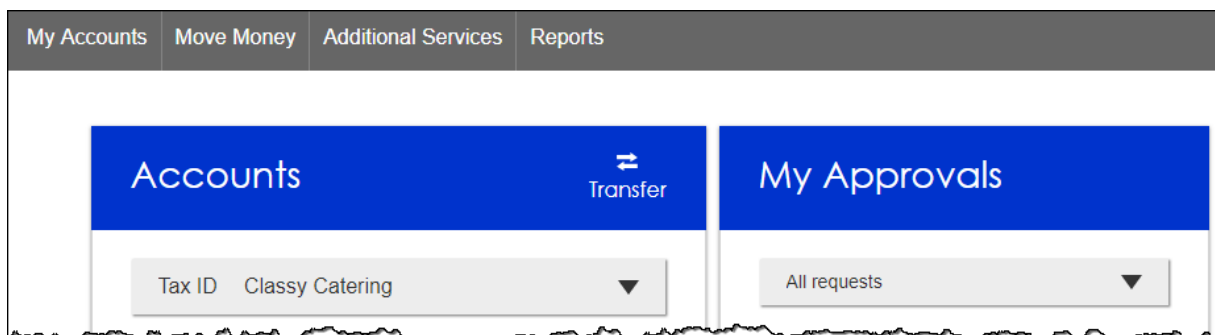 My Accounts Move Money Additional Services Reports
Accounts
Transfer
Tax ID Classy Catering
My Approvals
All requests